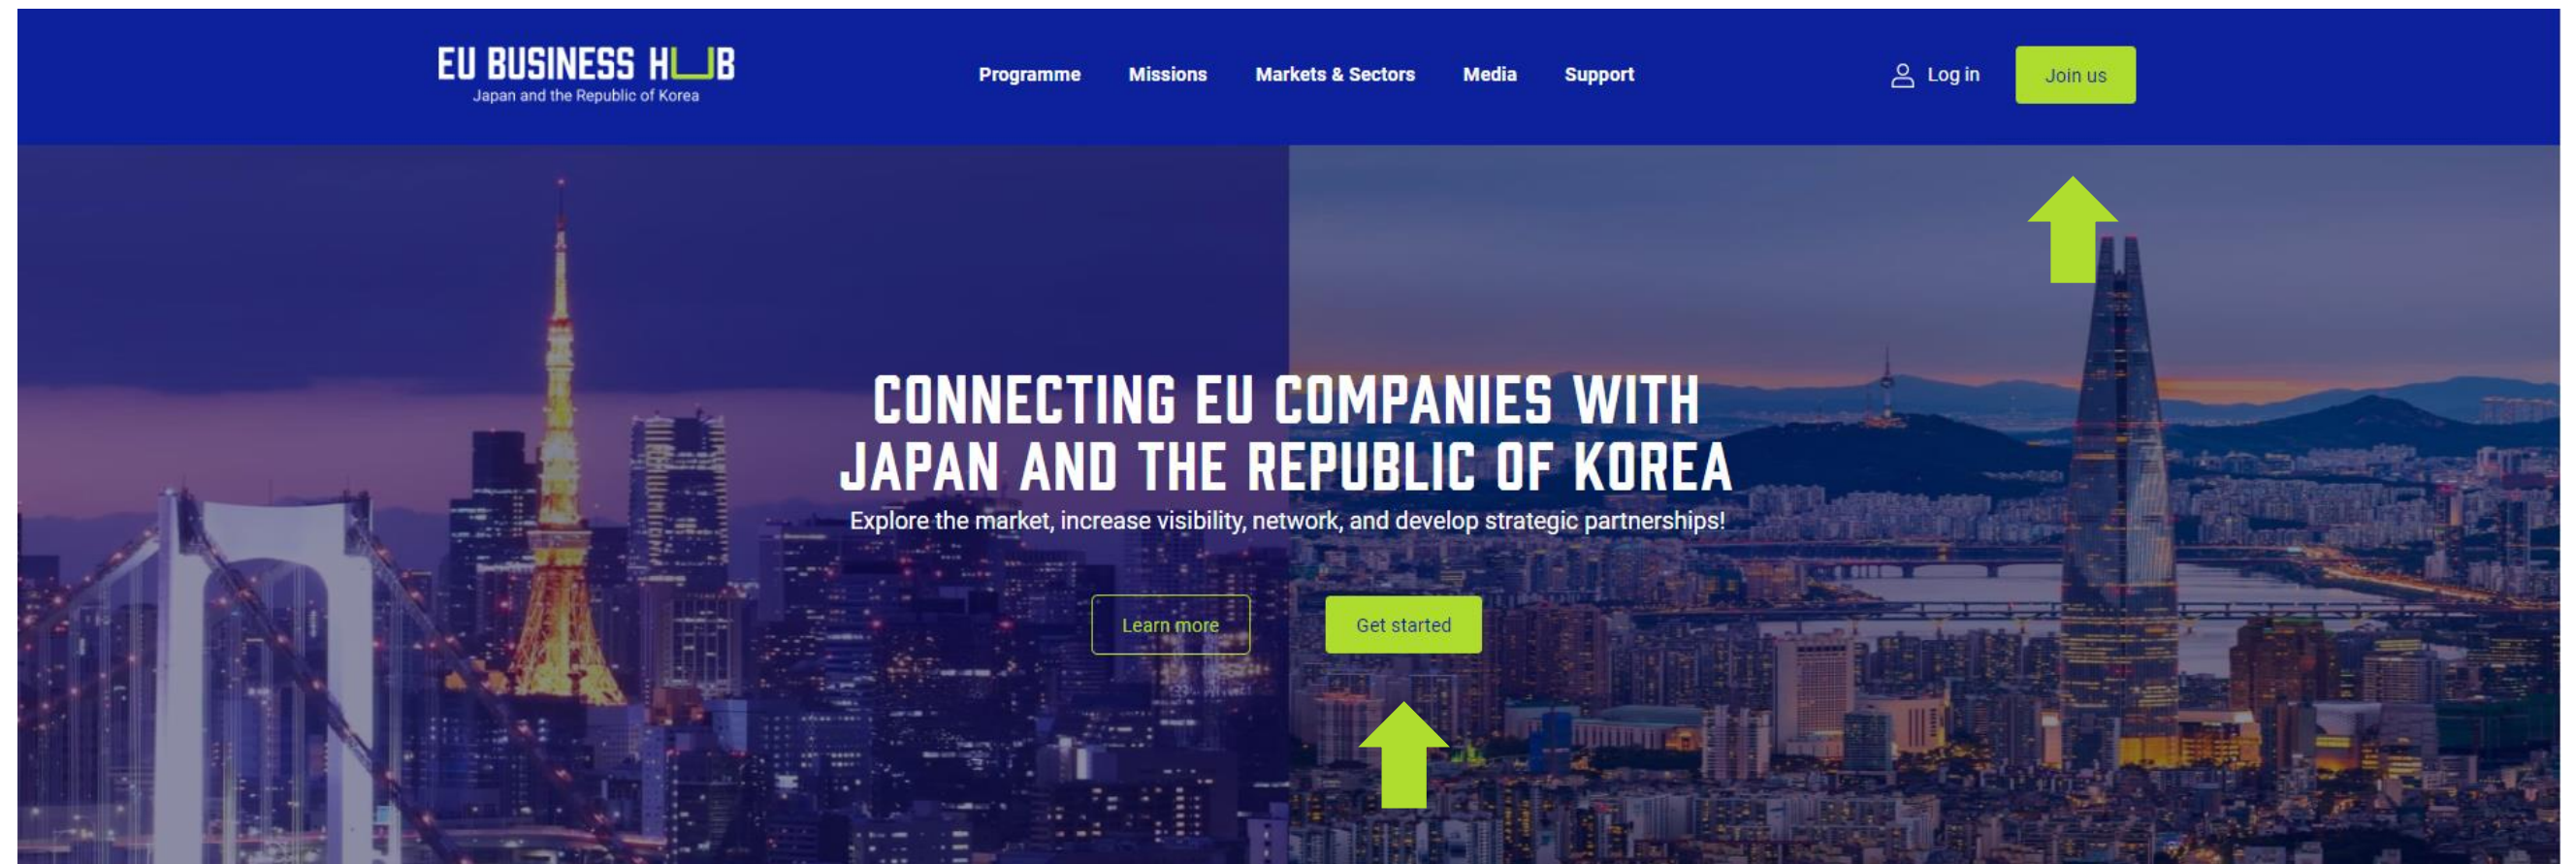 EU BUSINESS HUB
Japan and the Republic of Korea
Programme Missions Markets & Sectors Media Support
Log in
Join us
CONNECTING EU COMPANIES WITH
JAPAN AND THE REPUBLIC OF KOREA
Explore the market, increase visibility, network, and develop strategic partnerships!
Learn more
Get started